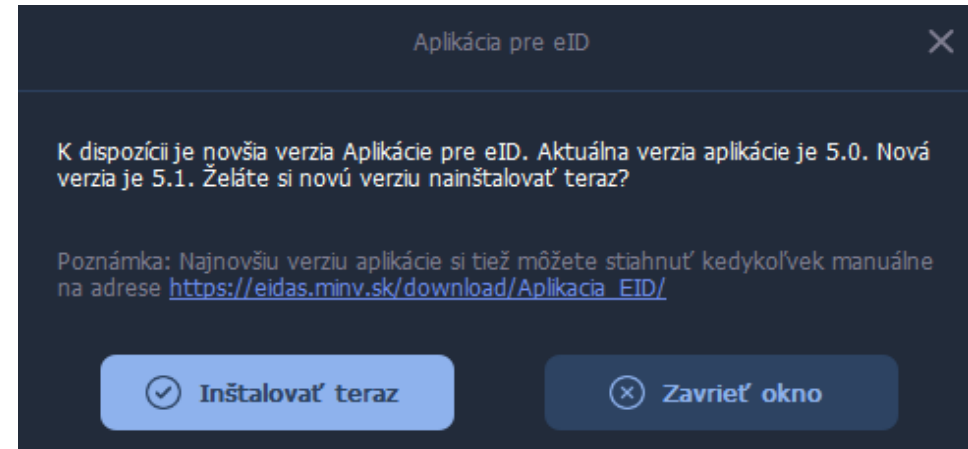 Aplikácia pre eID
K dispozícii je novšia verzia Aplikácie pre eID. Aktuálna verzia aplikácie je 5.0. Nová
verzia je 5.1. Želáte si novú verziu nainštalovať teraz?
Poznámka: Najnovšiu verziu aplikácie si tiež môžete stiahnuť kedykoľvek manuálne
na adrese https://eidas.minv.sk/download/Aplikacia_EID/
Inštalovať teraz
Zavrieť okno